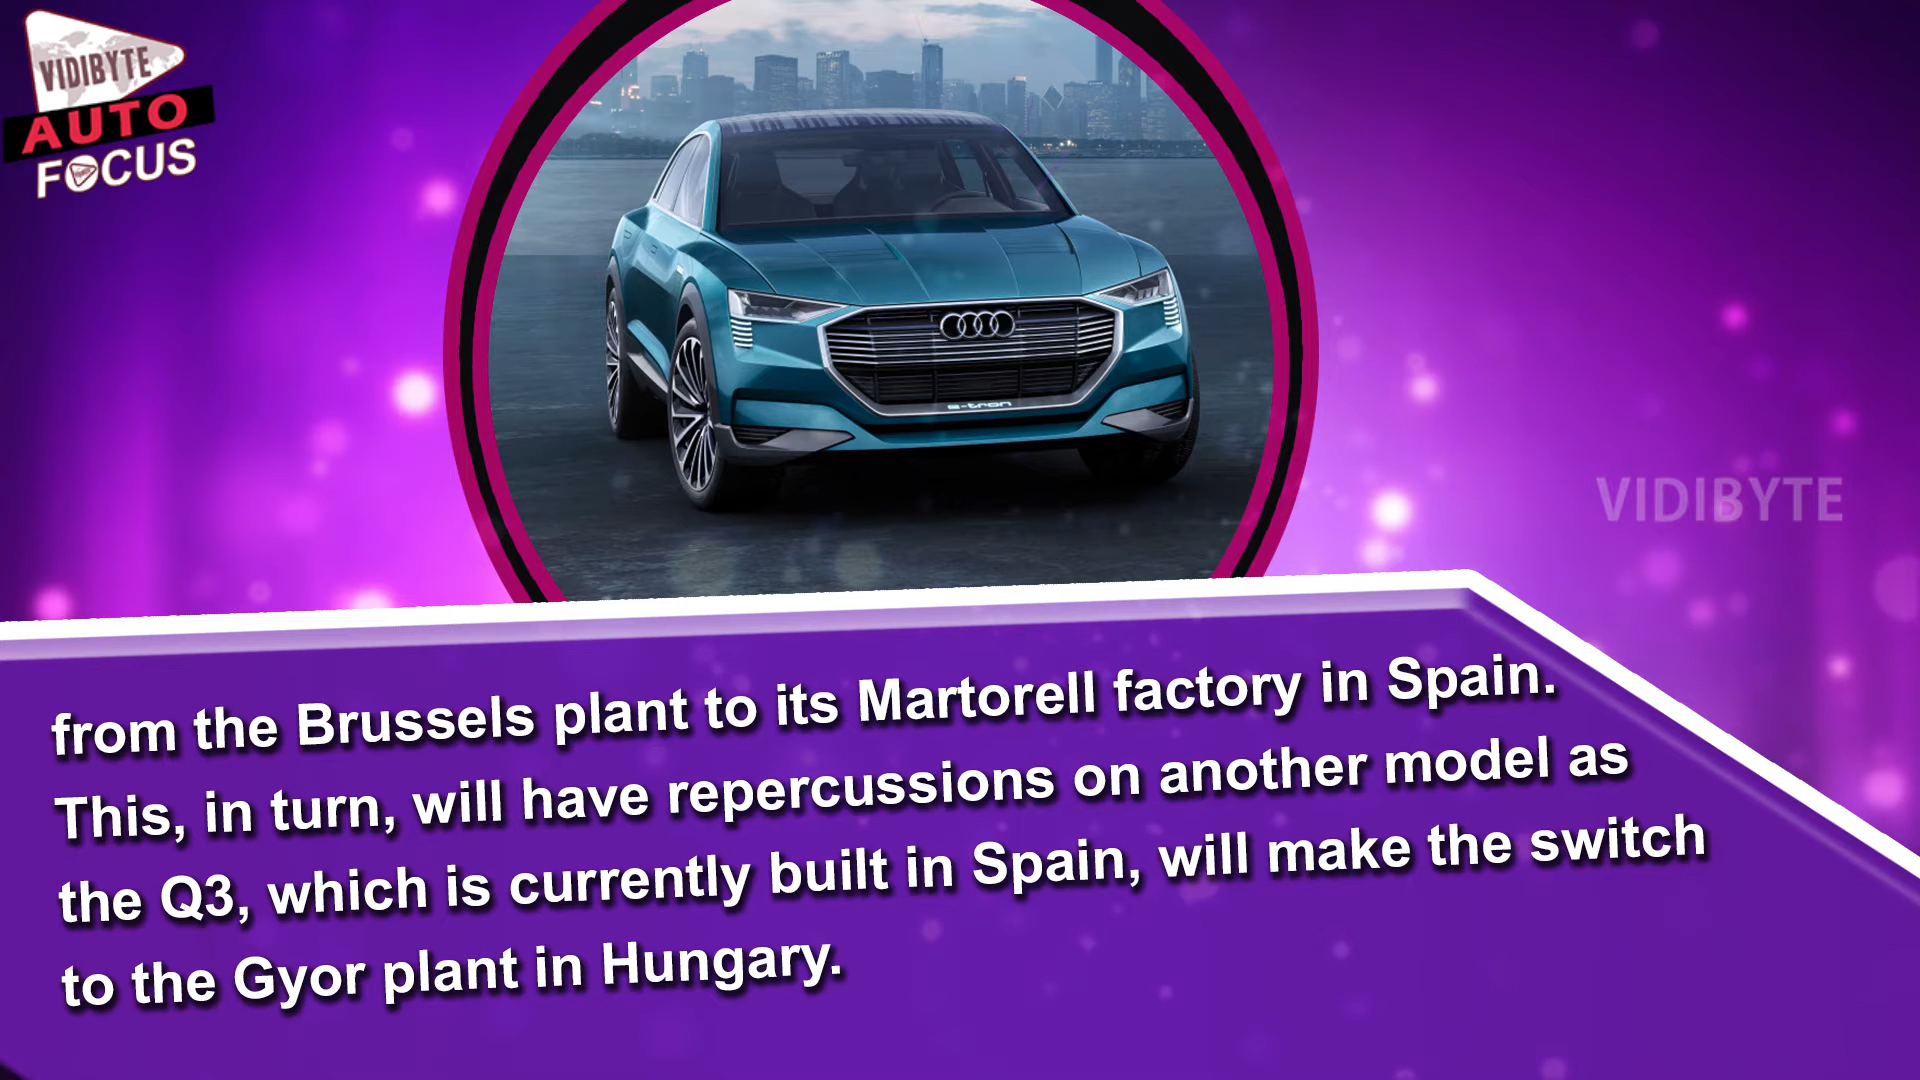 VIDIBYTE
AUTO
FOCUS
e-tron
VIDIBYTE
from the Brussels plant to its Martorell factory in Spain.
This, in turn, will have repercussions on another model as
the Q3, which is currently built in Spain, will make the switch
to the Gyor plant in Hungary.